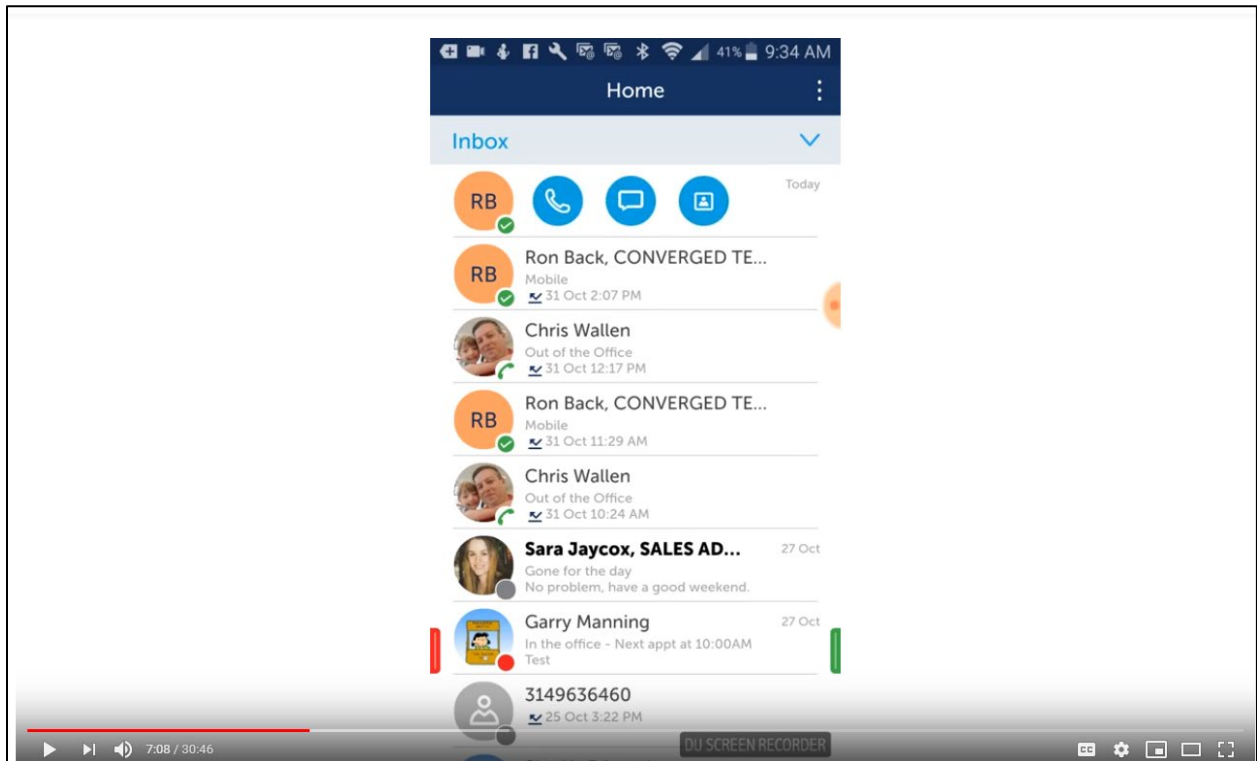 41% 9:34 AM
Home
Inbox
RB
Today
RB
Ron Back, CONVERGED TE...
Mobile
31 Oct 2:07 PM
Chris Wallen
Out of the Office
31 Oct 12:17 PM
RB
Ron Back, CONVERGED TE...
Mobile
31 Oct 11:29 AM
Chris Wallen
Out of the Office
31 Oct 10:24 AM
Sara Jaycox, SALES AD...
27 Oct
Gone for the day
No problem, have a good weekend.
Garry Manning
27 Oct
In the office - Next appt at 10:00AM
Test
3149636460
25 Oct 3:22 PM
DU SCREEN RECORDER
7:08 / 30:46
CC